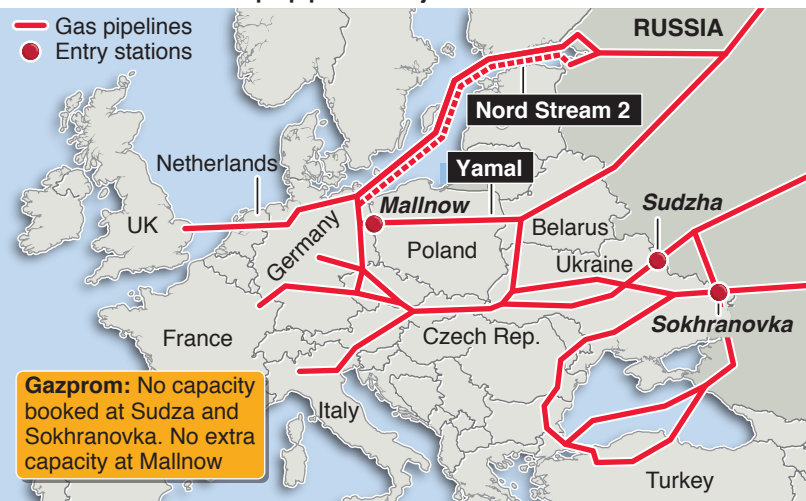 Gas pipelines
Entry stations
RUSSIA
Nord Stream 2
Netherlands
Yamal
Mallnow
Sudzha
UK
Germany
Poland
Belarus
Ukraine
Sokhranovka
France
Czech Rep.
Gazprom: No capacity
booked at Sudza and
Sokhranovka. No extra
capacity at Mallnow
Italy
Turkey